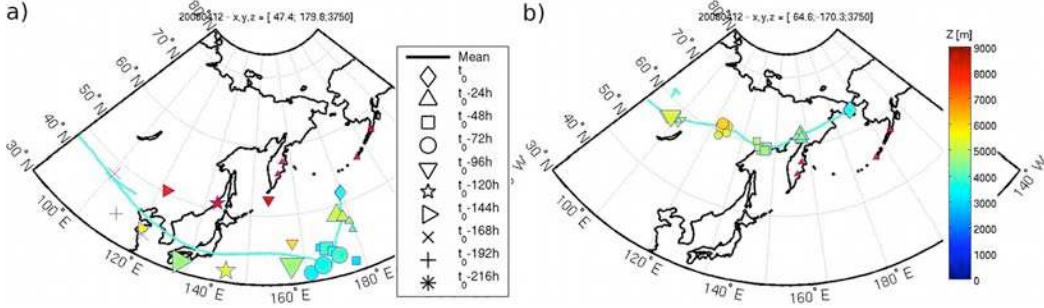 a)
20060412 - x,y,z = [ 47.4; 179.8;3750]
80°N
70°N
60°N
50°N
40°N
30°N
100°E
120°E
140°E
160°E
180°E
Mean
t0
t0-24h
t0-48h
t0-72h
t0-96h
t0-120h
t0-144h
t0-168h
t0-192h
t0-216h
b)
20060412 - x,y,z = [ 64.6;-170.3;3750]
80°N
70°N
60°N
50°N
40°N
30°N
100°E
120°E
140°E
160°E
180°E
140°W
Z [m]
9000
8000
7000
6000
5000
4000
3000
2000
1000
0